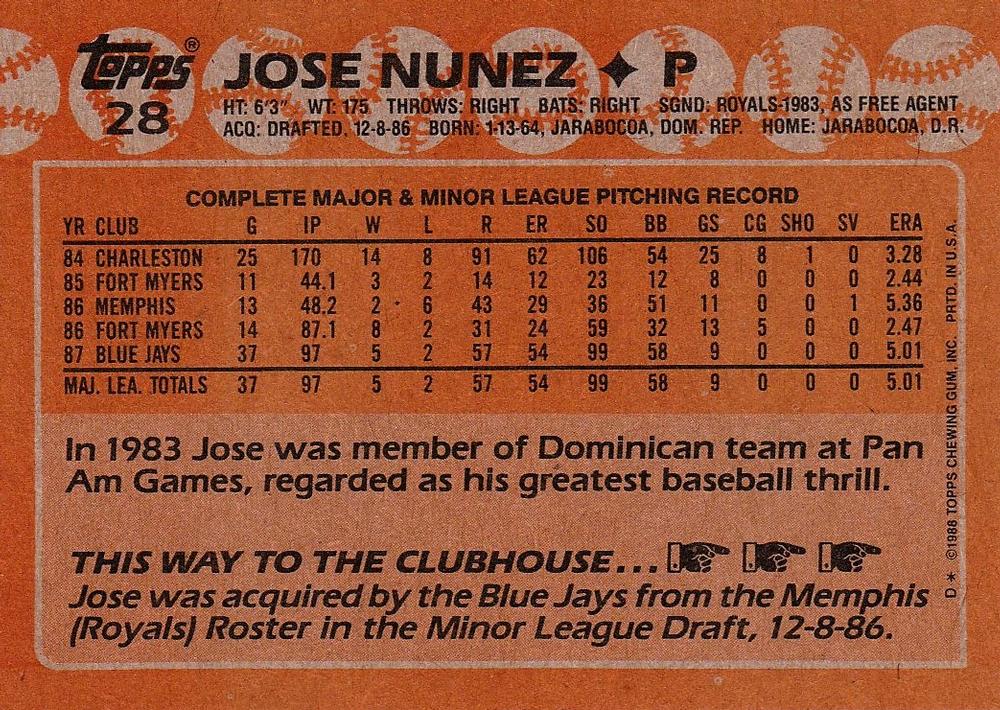 Topps®
28
JOSE NUNEZ ✦ P
HT: 6'3" WT: 175 THROWS: RIGHT BATS: RIGHT SGND: ROYALS-1983, AS FREE AGENT
ACQ: DRAFTED, 12-8-86 BORN: 1-13-64, JARABOCOA, DOM. REP. HOME: JARABOCOA, D.R.
COMPLETE MAJOR & MINOR LEAGUE PITCHING RECORD
YR CLUB G IP W L R ER SO BB GS CG SHO SV ERA
84 CHARLESTON 25 170 14 8 91 62 106 54 25 8 1 0 3.28
85 FORT MYERS 11 44.1 3 2 14 12 23 12 8 0 0 0 2.44
86 MEMPHIS 13 48.2 2 6 43 29 36 51 11 0 0 1 5.36
86 FORT MYERS 14 87.1 8 2 31 24 59 32 13 5 0 0 2.47
87 BLUE JAYS 37 97 5 2 57 54 99 58 9 0 0 0 5.01
MAJ. LEA. TOTALS 37 97 5 2 57 54 99 58 9 0 0 0 5.01
In 1983 Jose was member of Dominican team at Pan
Am Games, regarded as his greatest baseball thrill.
THIS WAY TO THE CLUBHOUSE...
Jose was acquired by the Blue Jays from the Memphis
(Royals) Roster in the Minor League Draft, 12-8-86.
D * ©1988 TOPPS CHEWING GUM, INC. PRTD. IN U.S.A.